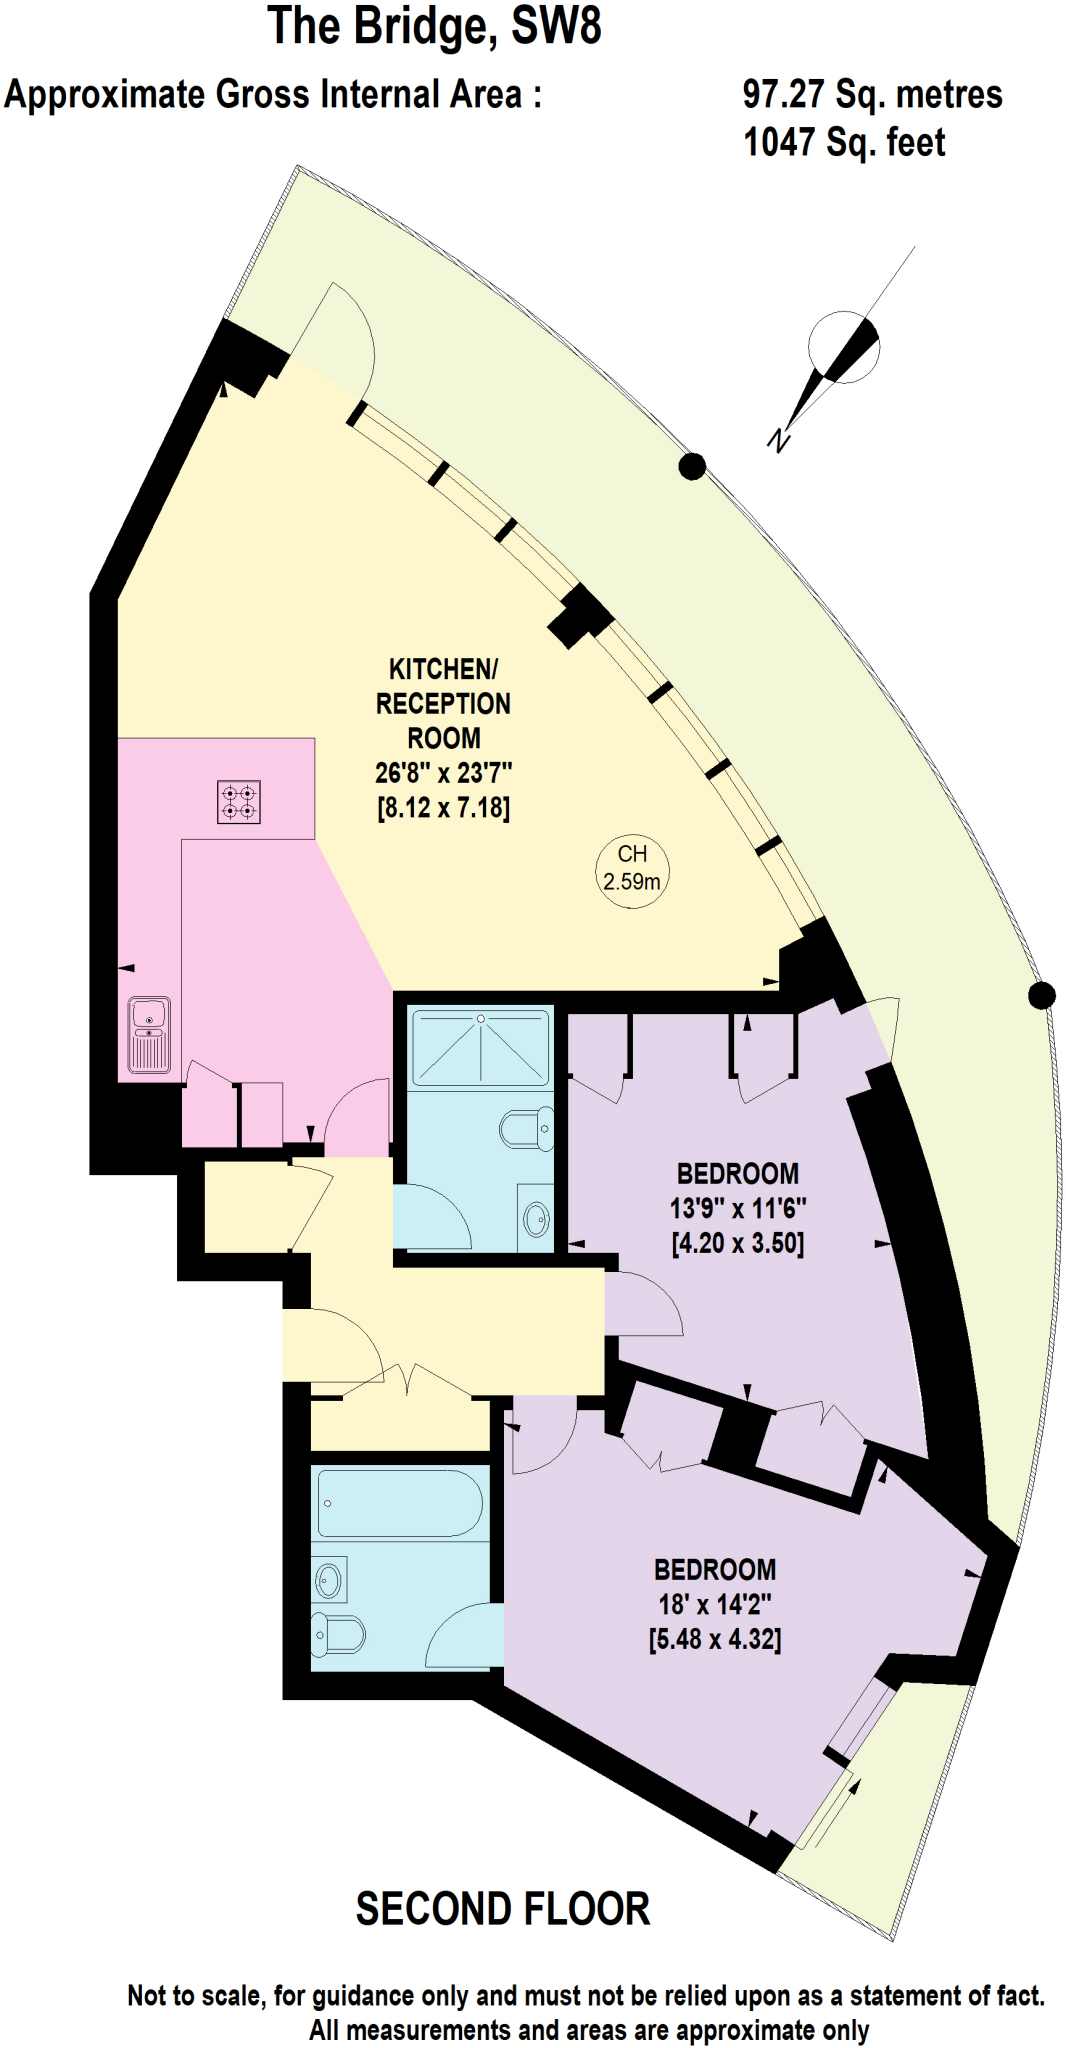 The Bridge, SW8
Approximate Gross Internal Area : 97.27 Sq. metres
1047 Sq. feet
N
KITCHEN/
RECEPTION
ROOM
26'8" x 23'7"
[8.12 x 7.18]
CH
2.59m
BEDROOM
13'9" x 11'6"
[4.20 x 3.50]
BEDROOM
18' x 14'2"
[5.48 x 4.32]
SECOND FLOOR
Not to scale, for guidance only and must not be relied upon as a statement of fact.
All measurements and areas are approximate only